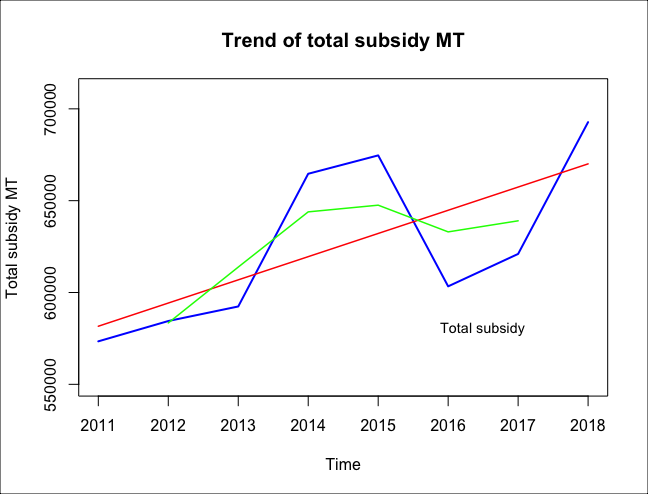 Trend of total subsidy MT
Total subsidy MT
700000
650000
600000
550000
Total subsidy
2011 2012 2013 2014 2015 2016 2017 2018
Time